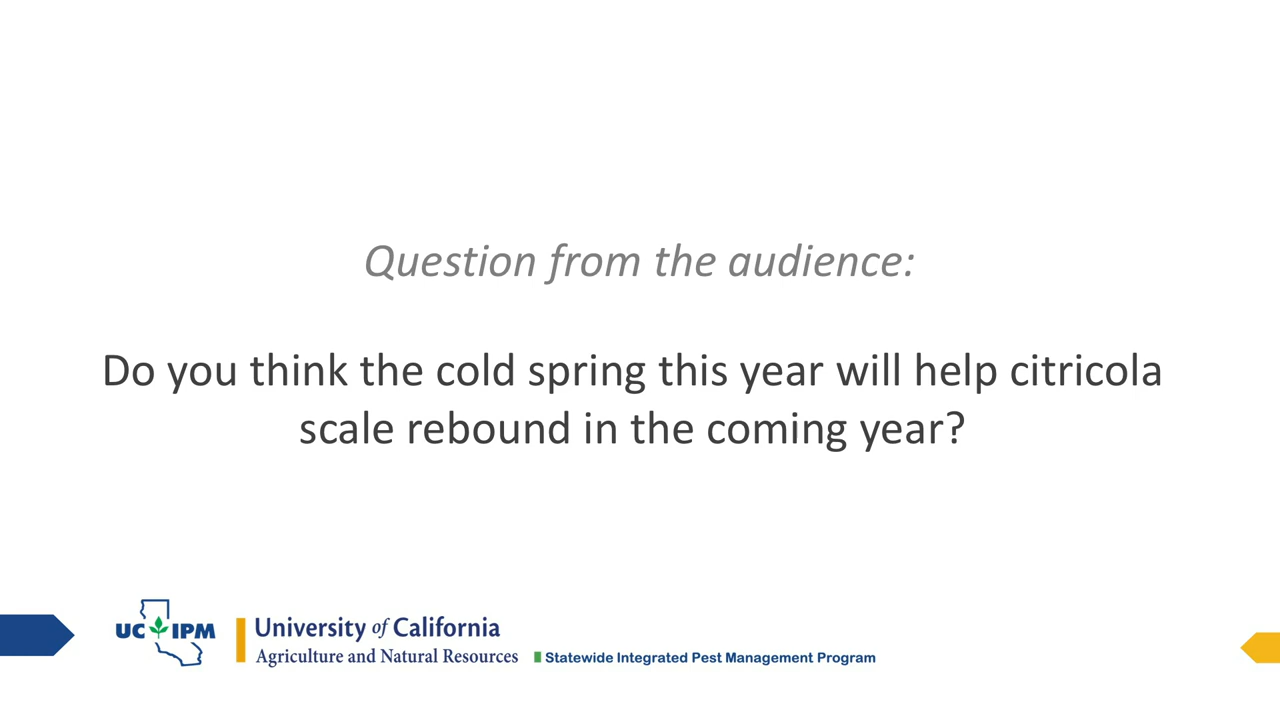 Question from the audience:
Do you think the cold spring this year will help citricola
scale rebound in the coming year?
UC IPM
University of California
Agriculture and Natural Resources
Statewide Integrated Pest Management Program